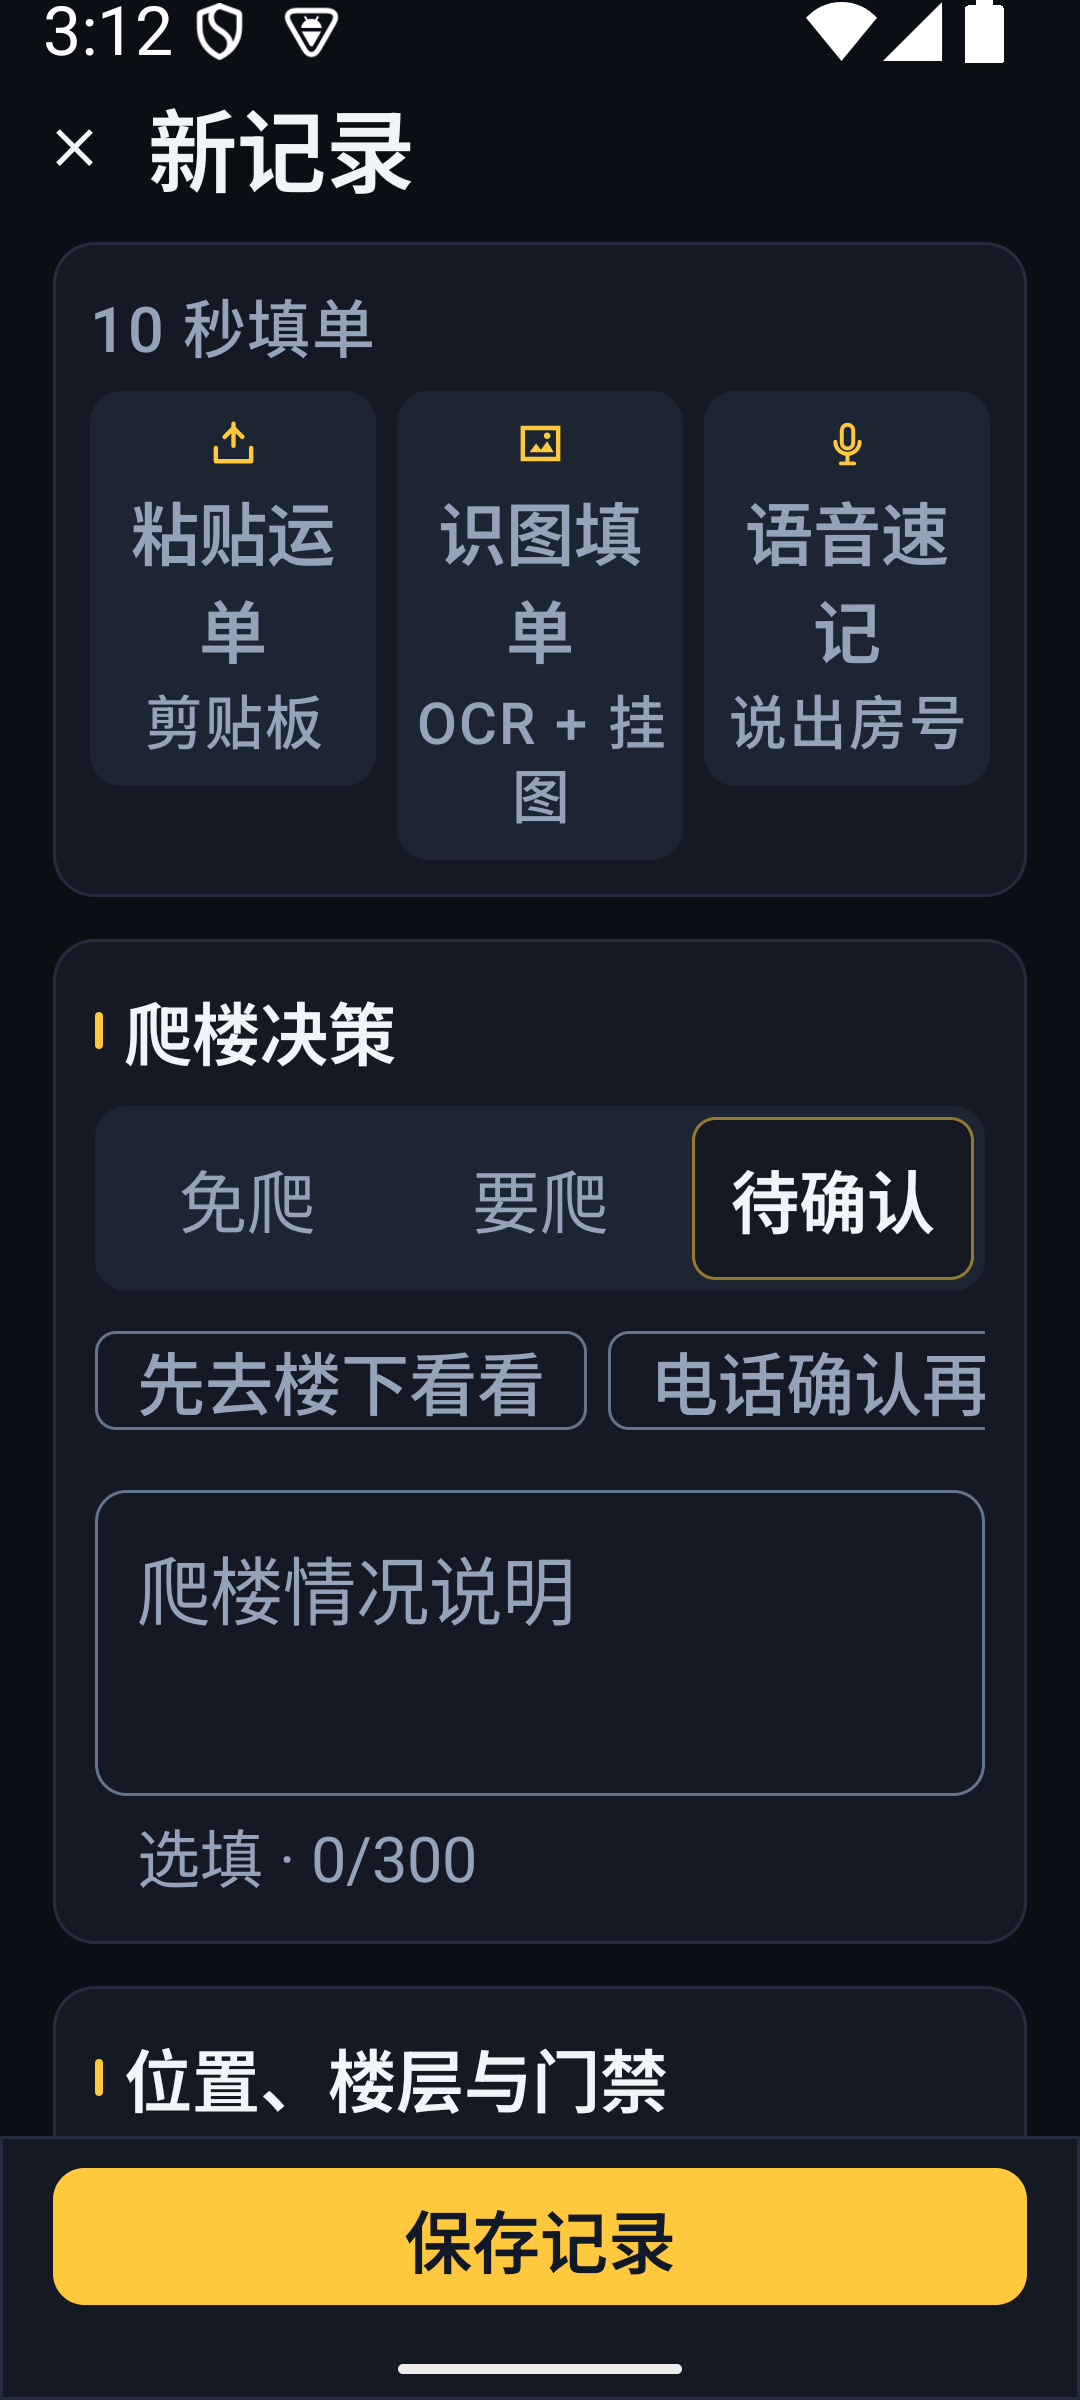 3:12
新记录
10 秒填单
粘贴运
单
剪贴板
识图填
单
OCR + 挂
图
语音速
记
说出房号
爬楼决策
免爬
要爬
待确认
先去楼下看看
电话确认再
爬楼情况说明
选填 · 0/300
位置、楼层与门禁
保存记录